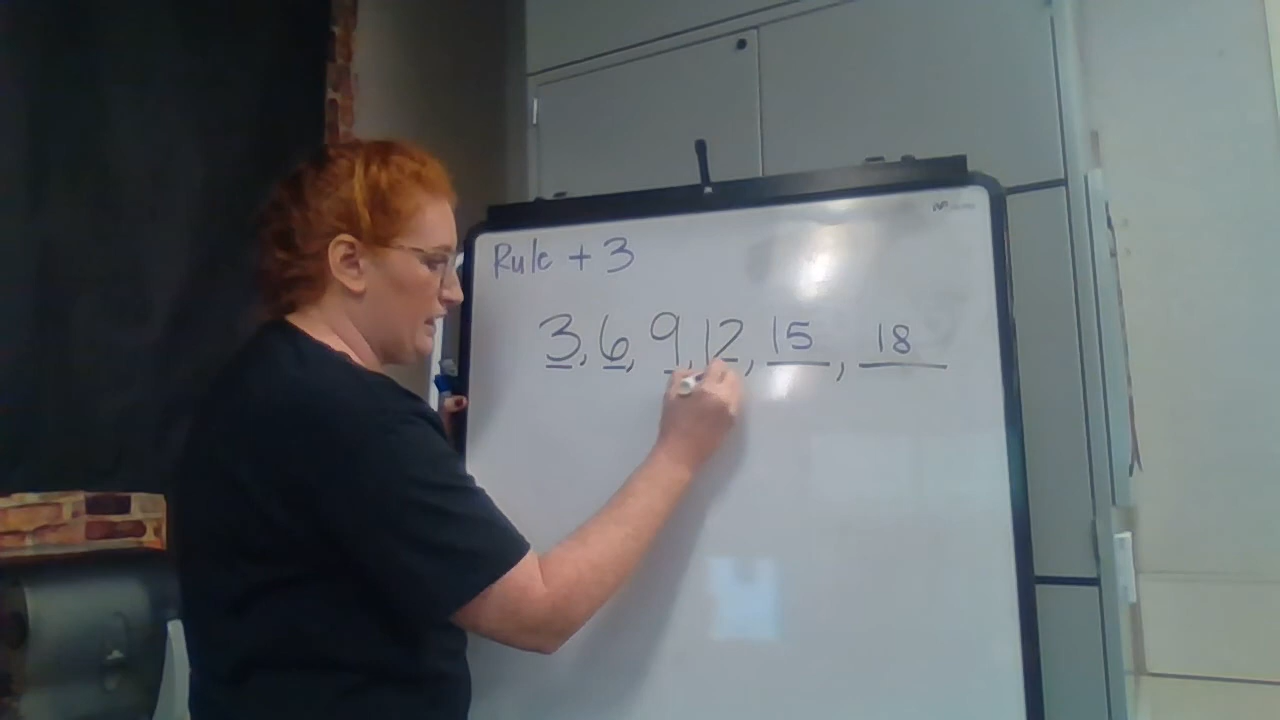 Rule + 3
3, 6, 9, 12, 15, 18